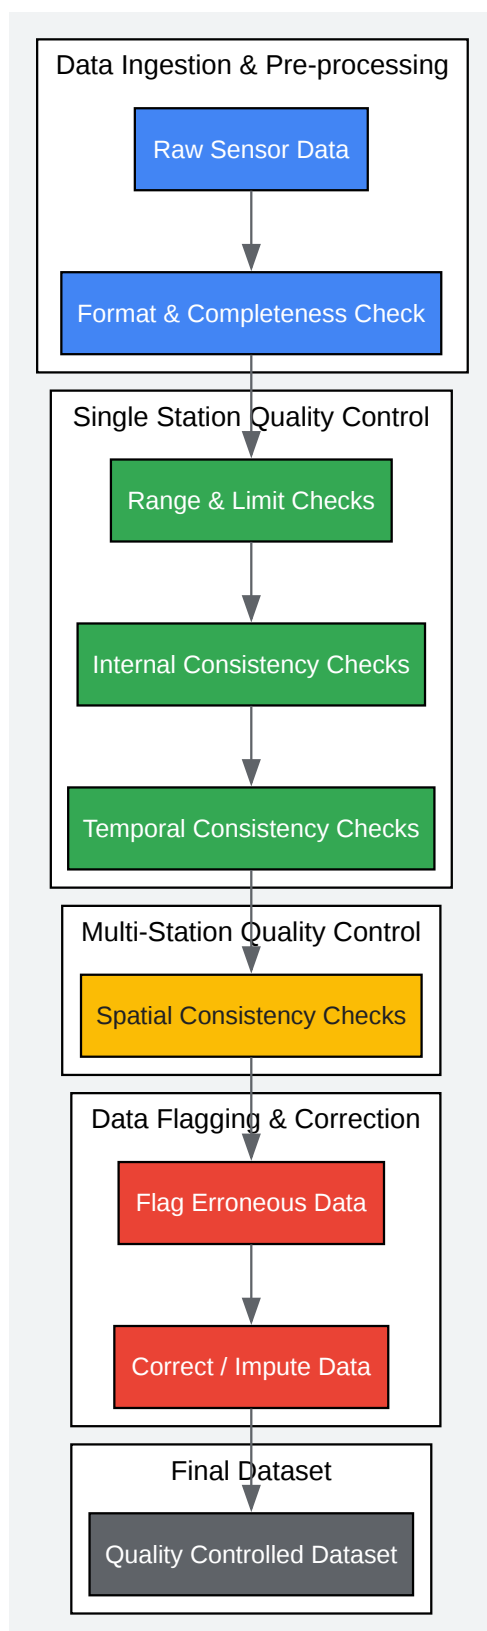 Data Ingestion & Pre-processing
Raw Sensor Data
Format & Completeness Check
Single Station Quality Control
Range & Limit Checks
Internal Consistency Checks
Temporal Consistency Checks
Multi-Station Quality Control
Spatial Consistency Checks
Data Flagging & Correction
Flag Erroneous Data
Correct / Impute Data
Final Dataset
Quality Controlled Dataset